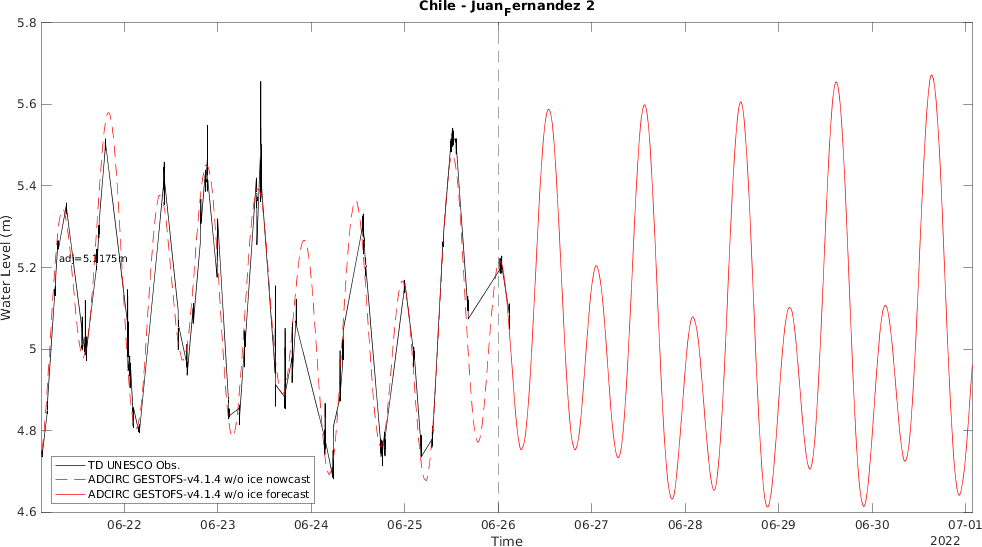 Chile - JuanFernandez 2
Water Level (m)
5.8
5.6
5.4
5.2
5
4.8
4.6
adj=5.1175m
TD UNESCO Obs.
ADCIRC GESTOFS-v4.1.4 w/o ice nowcast
ADCIRC GESTOFS-v4.1.4 w/o ice forecast
06-22 06-23 06-24 06-25 06-26 06-27 06-28 06-29 06-30 07-01
Time
2022